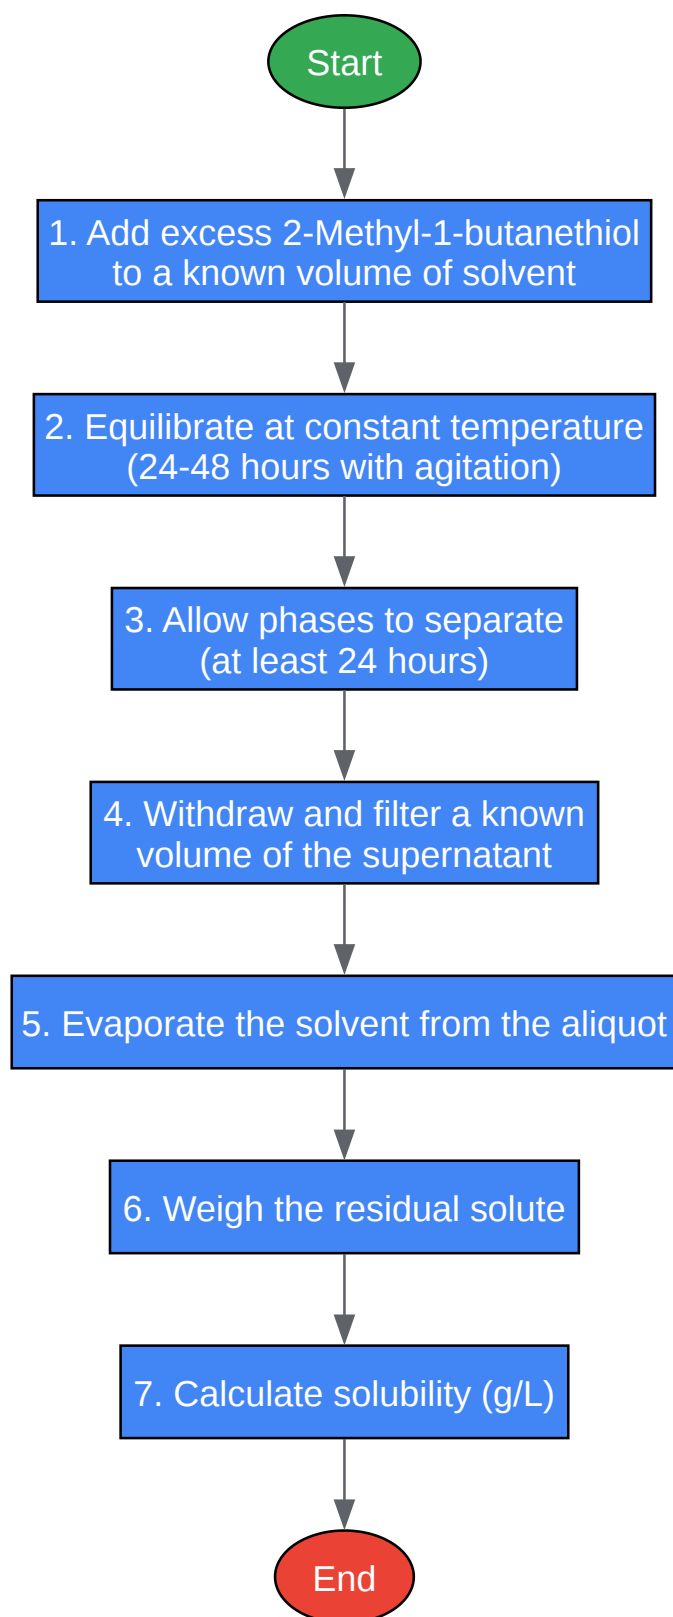 Start
1. Add excess 2-Methyl-1-butanethiol
to a known volume of solvent
2. Equilibrate at constant temperature
(24-48 hours with agitation)
3. Allow phases to separate
(at least 24 hours)
4. Withdraw and filter a known
volume of the supernatant
5. Evaporate the solvent from the aliquot
6. Weigh the residual solute
7. Calculate solubility (g/L)
End